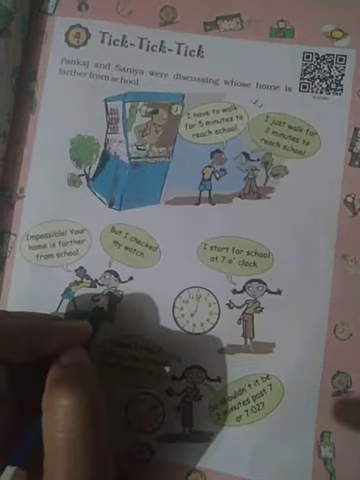 4 Tick-Tick-Tick
Pankaj and Saniya were discussing whose home is
farther from school.
I have to walk
for 5 minutes to
reach school.
I just walk for
2 minutes to
reach school.
Impossible! Your
home is farther
from school.
But I checked
my watch.
I start for school
at 7 o' clock.
So shouldn't it be
2 minutes past 7
or 7:02?